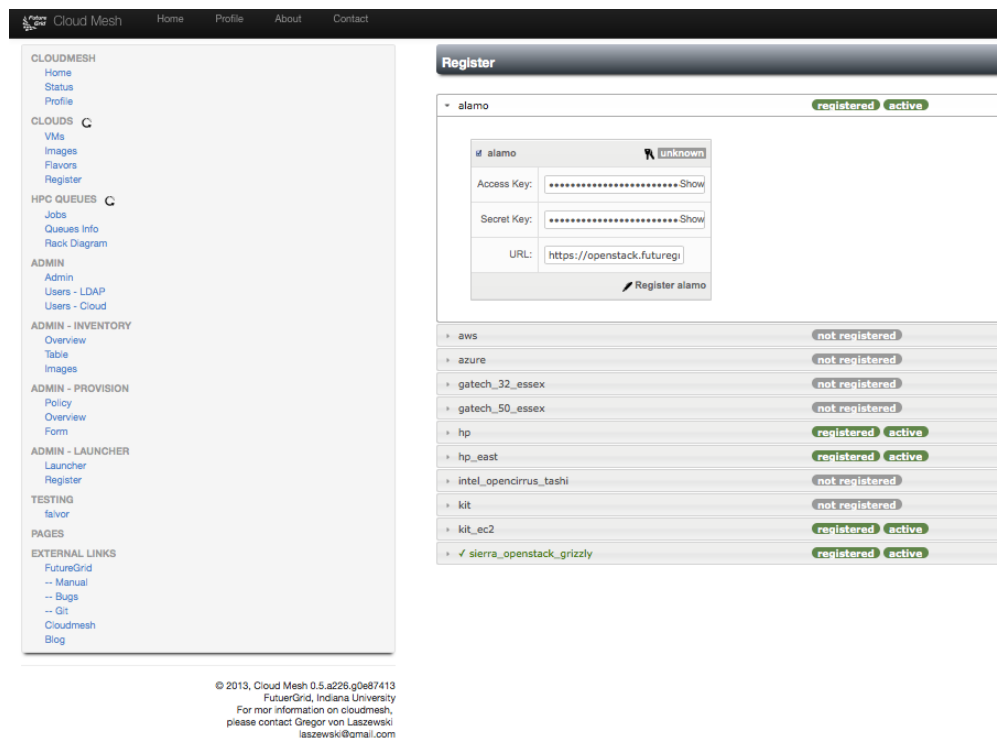 Future Grid Cloud Mesh Home Profile About Contact
CLOUDMESH
Home
Status
Profile
CLOUDS
VMs
Images
Flavors
Register
HPC QUEUES
Jobs
Queues Info
Rack Diagram
ADMIN
Admin
Users - LDAP
Users - Cloud
ADMIN - INVENTORY
Overview
Table
Images
ADMIN - PROVISION
Policy
Overview
Form
ADMIN - LAUNCHER
Launcher
Register
TESTING
falvor
PAGES
EXTERNAL LINKS
FutureGrid
-- Manual
-- Bugs
-- Git
Cloudmesh
Blog
© 2013, Cloud Mesh 0.5.a226.g0e87413
FutuerGrid, Indiana University
For mor information on cloudmesh,
please contact Gregor von Laszewski
laszewski@gmail.com
Register
alamo registered active
alamo unknown
Access Key: •••••••••••••••••••••••• Show
Secret Key: •••••••••••••••••••••••• Show
URL: https://openstack.futuregr
Register alamo
aws not registered
azure not registered
gatech_32_essex not registered
gatech_50_essex not registered
hp registered active
hp_east registered active
intel_opencirrus_tashi not registered
kit not registered
kit_ec2 registered active
✓ sierra_openstack_grizzly registered active